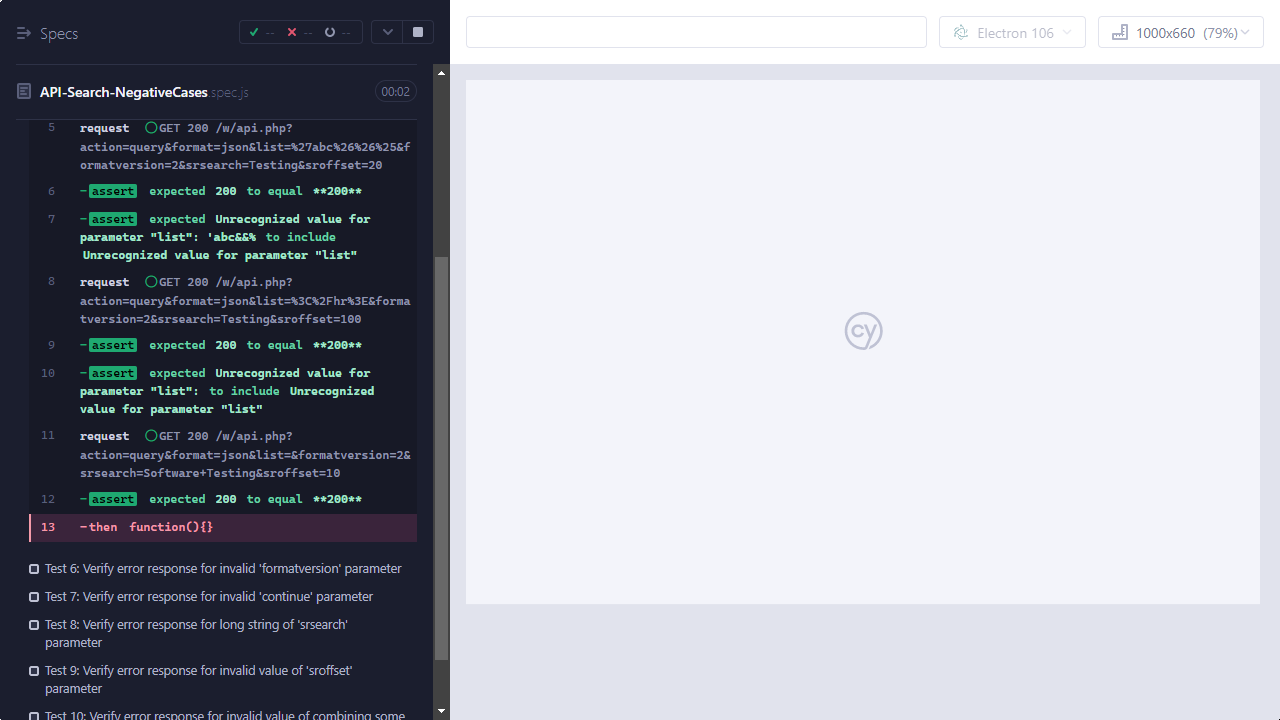 Specs
--
--
--
Electron 106
1000x660 (79%)
API-Search-NegativeCases.spec.js
00:02
5 request GET 200 /w/api.php?
action=query&format=json&list=%27abc%26%26%25&f
ormatversion=2&srsearch=Testing&sroffset=20
6 -assert expected 200 to equal **200**
7 -assert expected Unrecognized value for
parameter "list": 'abc&&% to include
Unrecognized value for parameter "list"
8 request GET 200 /w/api.php?
action=query&format=json&list=%3C%2Fhr%3E&forma
tversion=2&srsearch=Testing&sroffset=100
9 -assert expected 200 to equal **200**
10 -assert expected Unrecognized value for
parameter "list": to include Unrecognized
value for parameter "list"
11 request GET 200 /w/api.php?
action=query&format=json&list=&formatversion=2&
srsearch=Software+Testing&sroffset=10
12 -assert expected 200 to equal **200**
13 -then function(){}
Test 6: Verify error response for invalid 'formatversion' parameter
Test 7: Verify error response for invalid 'continue' parameter
Test 8: Verify error response for long string of 'srsearch'
parameter
Test 9: Verify error response for invalid value of 'sroffset'
parameter
Test 10: Verify error response for invalid value of combining some
cy